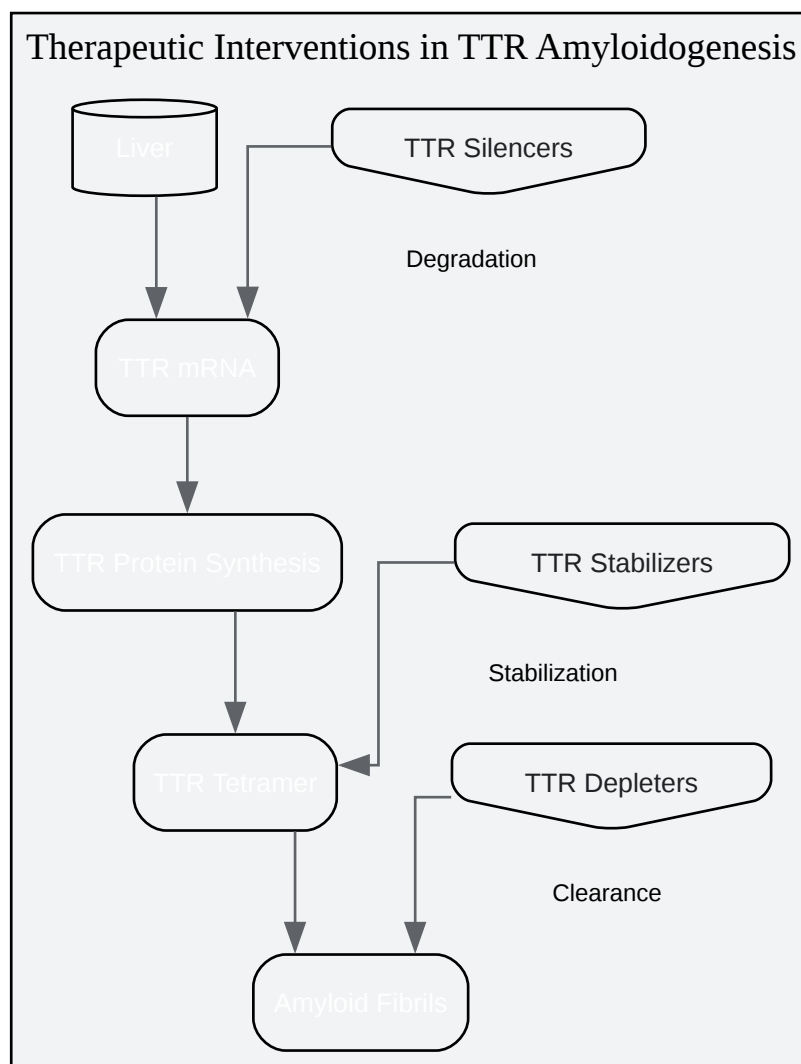 Therapeutic Interventions in TTR Amyloidogenesis
Liver
TTR Silencers
Degradation
TTR mRNA
TTR Protein Synthesis
TTR Stabilizers
Stabilization
TTR Tetramer
TTR Depleters
Clearance
Amyloid Fibrils